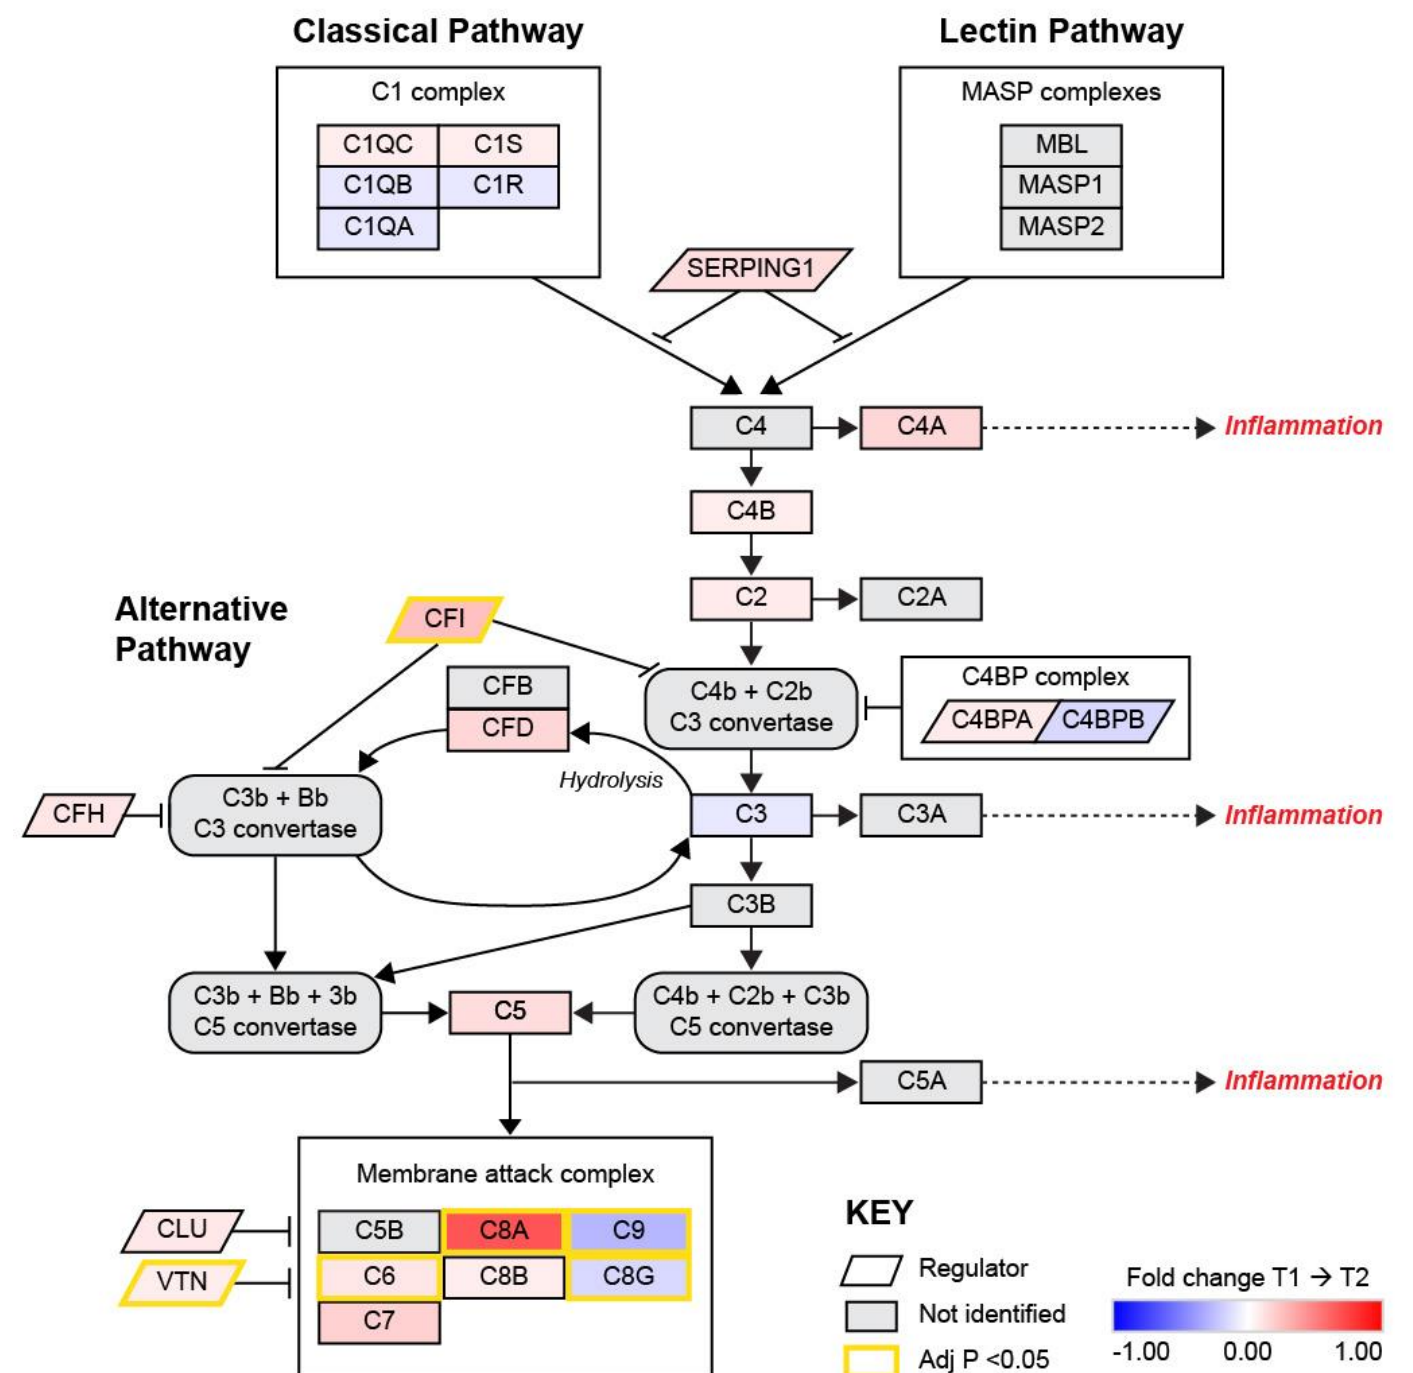 Classical Pathway
Lectin Pathway
C1 complex
C1QC
C1S
C1QB
C1R
C1QA
MASP complexes
MBL
MASP1
MASP2
SERPING1
C4
C4A
Inflammation
C4B
C2
C2A
Alternative
Pathway
CFI
CFB
CFD
C4b + C2b
C3 convertase
C4BP complex
C4BPA
C4BPB
Hydrolysis
CFH
C3b + Bb
C3 convertase
C3
C3A
Inflammation
C3B
C3b + Bb + 3b
C5 convertase
C5
C4b + C2b + C3b
C5 convertase
C5A
Inflammation
Membrane attack complex
C5B
C8A
C9
C6
C8B
C8G
C7
CLU
VTN
KEY
Regulator
Not identified
Adj P <0.05
Fold change T1 → T2
-1.00 0.00 1.00